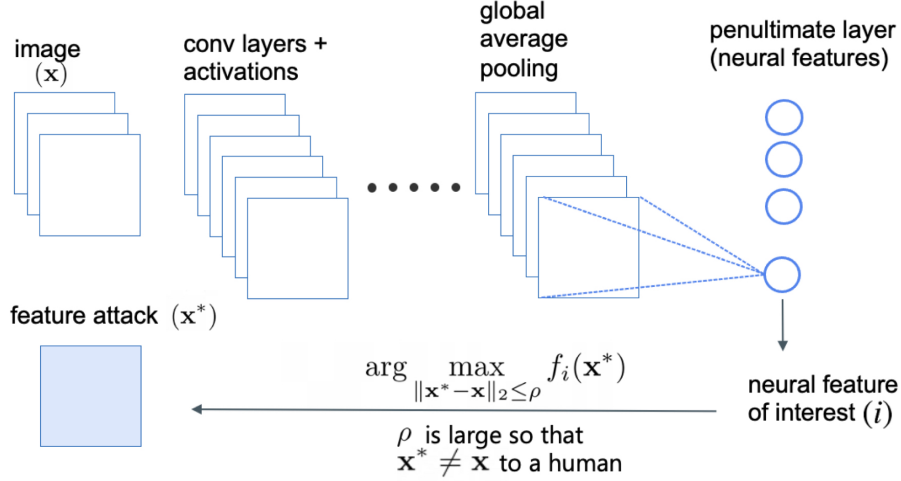 image
(x)
conv layers +
activations
global
average
pooling
penultimate layer
(neural features)
feature attack (x*)
arg max f_i(x*)
‖x*−x‖₂≤ρ
ρ is large so that
x* ≠ x to a human
neural feature
of interest (i)